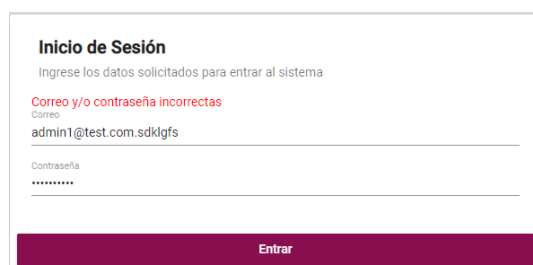 Inicio de Sesión
Ingrese los datos solicitados para entrar al sistema
Correo y/o contraseña incorrectas
Correo
admin1@test.com.sdklgfs
Contraseña
••••••••••
Entrar